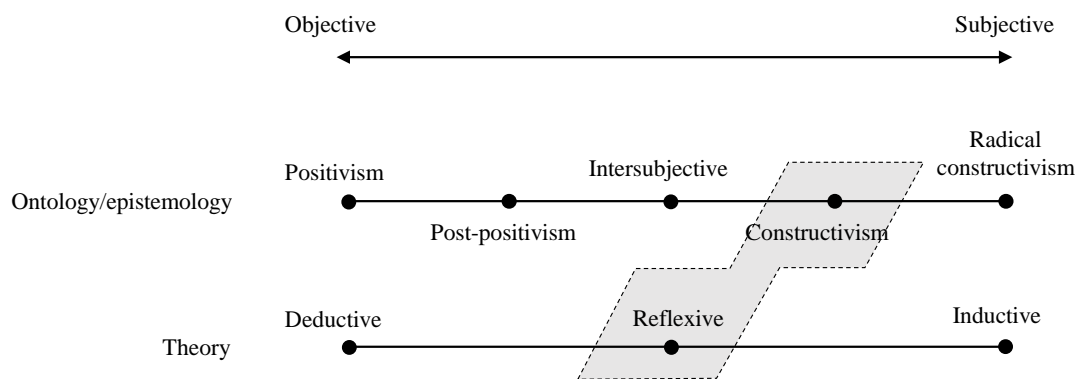 Objective Subjective
Radical
constructivism
Positivism Intersubjective
Ontology/epistemology
Post-positivism Constructivism
Deductive Reflexive Inductive
Theory